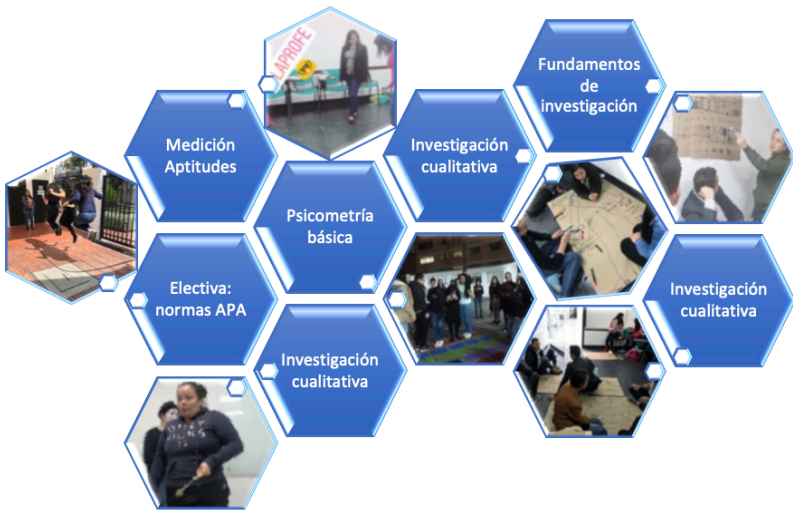 LAPROFE
Fundamentos
de
investigación
Medición
Aptitudes
Investigación
cualitativa
Psicometría
básica
Electiva:
normas APA
Investigación
cualitativa
Investigación
cualitativa